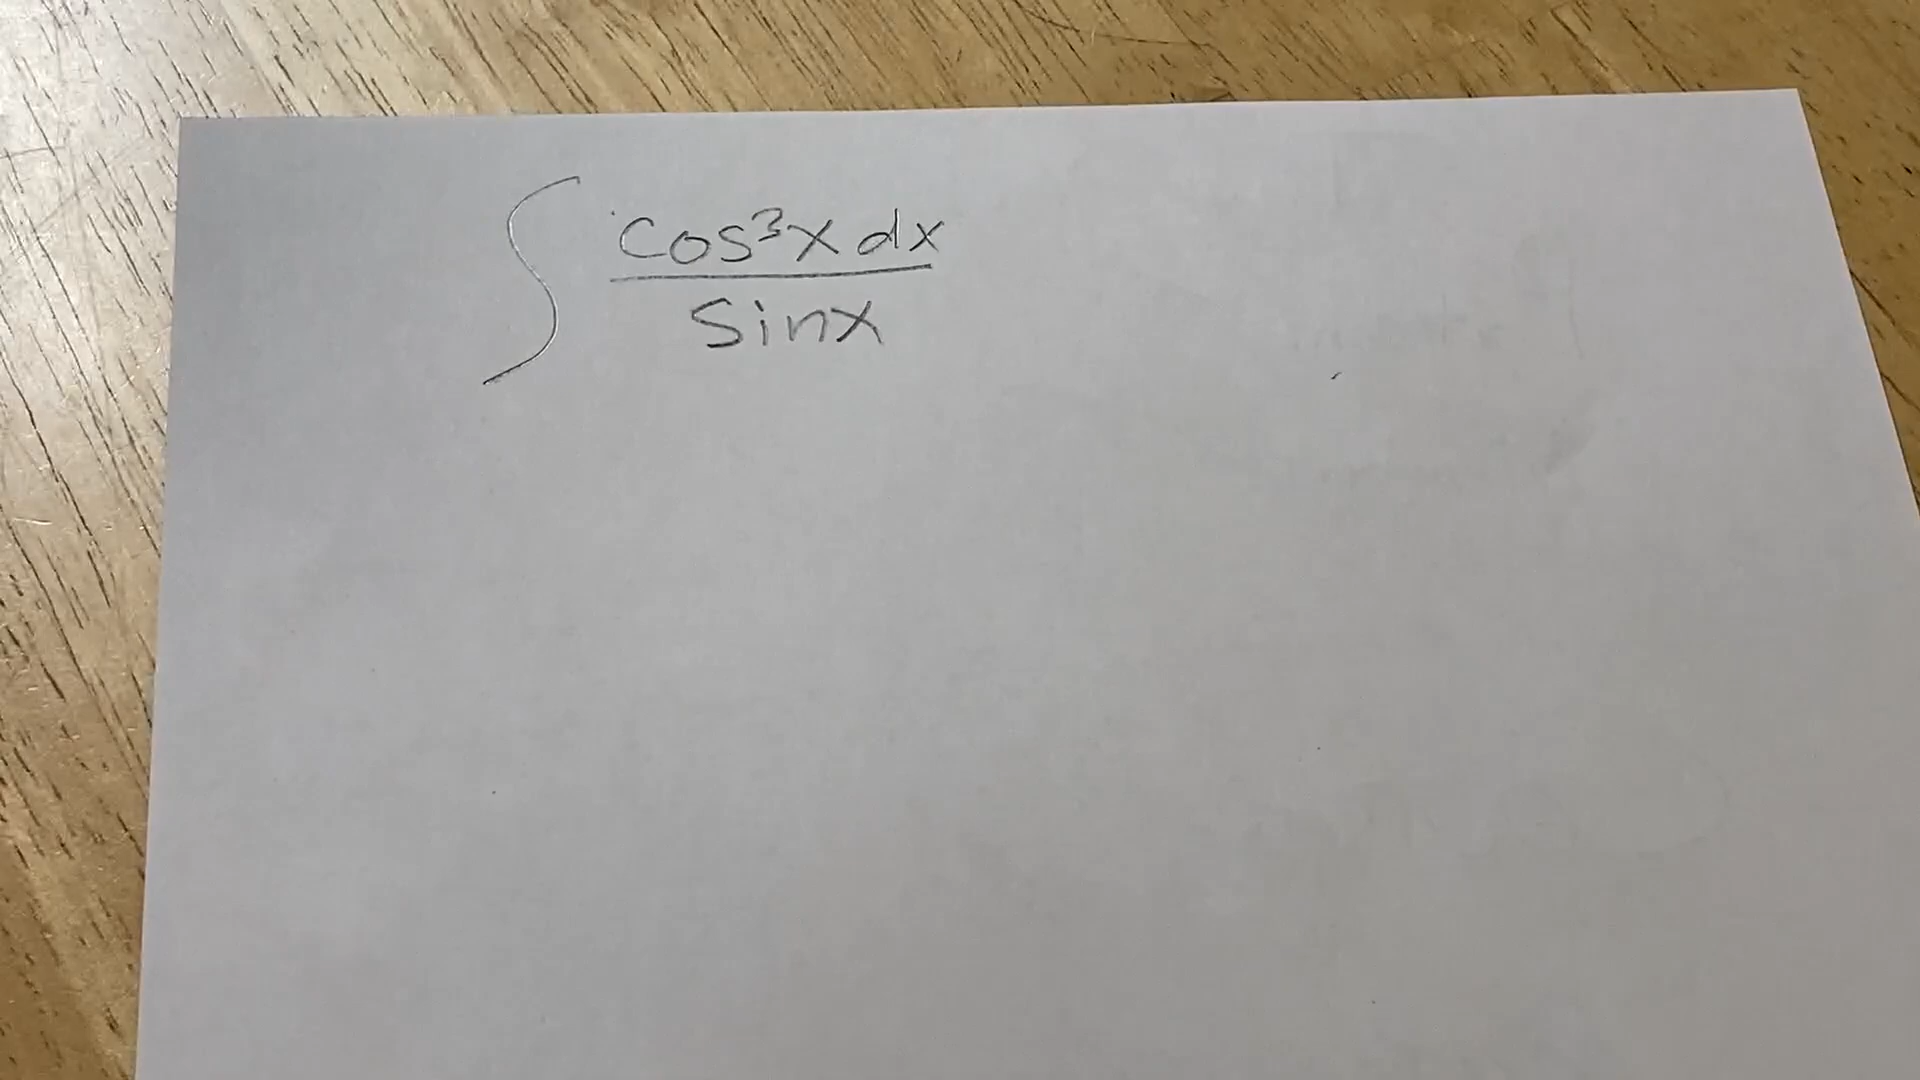 ∫ cos³x dx
sinx